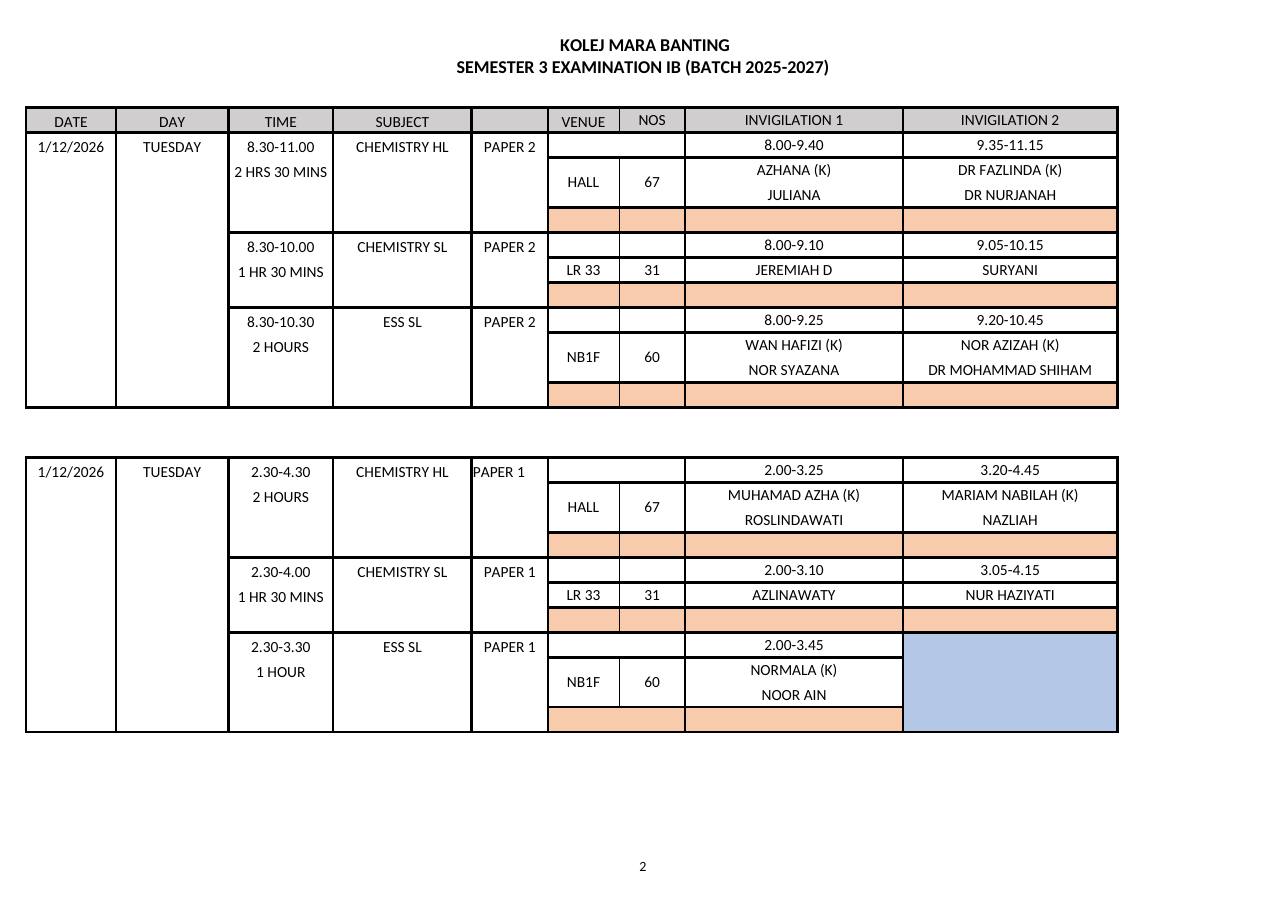 KOLEJ MARA BANTING
SEMESTER 3 EXAMINATION IB (BATCH 2025-2027)
DATE DAY TIME SUBJECT VENUE NOS INVIGILATION 1 INVIGILATION 2
1/12/2026 TUESDAY 8.30-11.00 CHEMISTRY HL PAPER 2 8.00-9.40 9.35-11.15
2 HRS 30 MINS HALL 67 AZHANA (K) DR FAZLINDA (K)
JULIANA DR NURJANAH
8.30-10.00 CHEMISTRY SL PAPER 2 8.00-9.10 9.05-10.15
1 HR 30 MINS LR 33 31 JEREMIAH D SURYANI
8.30-10.30 ESS SL PAPER 2 8.00-9.25 9.20-10.45
2 HOURS NB1F 60 WAN HAFIZI (K) NOR AZIZAH (K)
NOR SYAZANA DR MOHAMMAD SHIHAM
1/12/2026 TUESDAY 2.30-4.30 CHEMISTRY HL PAPER 1 2.00-3.25 3.20-4.45
2 HOURS HALL 67 MUHAMAD AZHA (K) MARIAM NABILAH (K)
ROSLINDAWATI NAZLIAH
2.30-4.00 CHEMISTRY SL PAPER 1 2.00-3.10 3.05-4.15
1 HR 30 MINS LR 33 31 AZLINAWATY NUR HAZIYATI
2.30-3.30 ESS SL PAPER 1 2.00-3.45
1 HOUR NB1F 60 NORMALA (K)
NOOR AIN
2